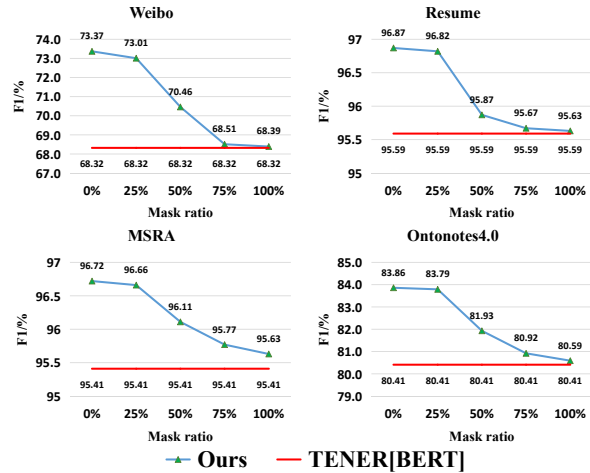 Weibo
F1/%
74.0
73.0
72.0
71.0
70.0
69.0
68.0
67.0
73.37
73.01
70.46
68.51
68.39
68.32 68.32 68.32 68.32 68.32
0% 25% 50% 75% 100%
Mask ratio
Resume
F1/%
97
96.5
96
95.5
95
96.87
96.82
95.87
95.67
95.63
95.59 95.59 95.59 95.59 95.59
0% 25% 50% 75% 100%
Mask ratio
MSRA
F1/%
97
96.5
96
95.5
95
96.72
96.66
96.11
95.77
95.63
95.41 95.41 95.41 95.41 95.41
0% 25% 50% 75% 100%
Mask ratio
Ontonotes4.0
F1/%
85.0
84.0
83.0
82.0
81.0
80.0
79.0
83.86
83.79
81.93
80.92
80.59
80.41 80.41 80.41 80.41 80.41
0% 25% 50% 75% 100%
Mask ratio
Ours TENER[BERT]